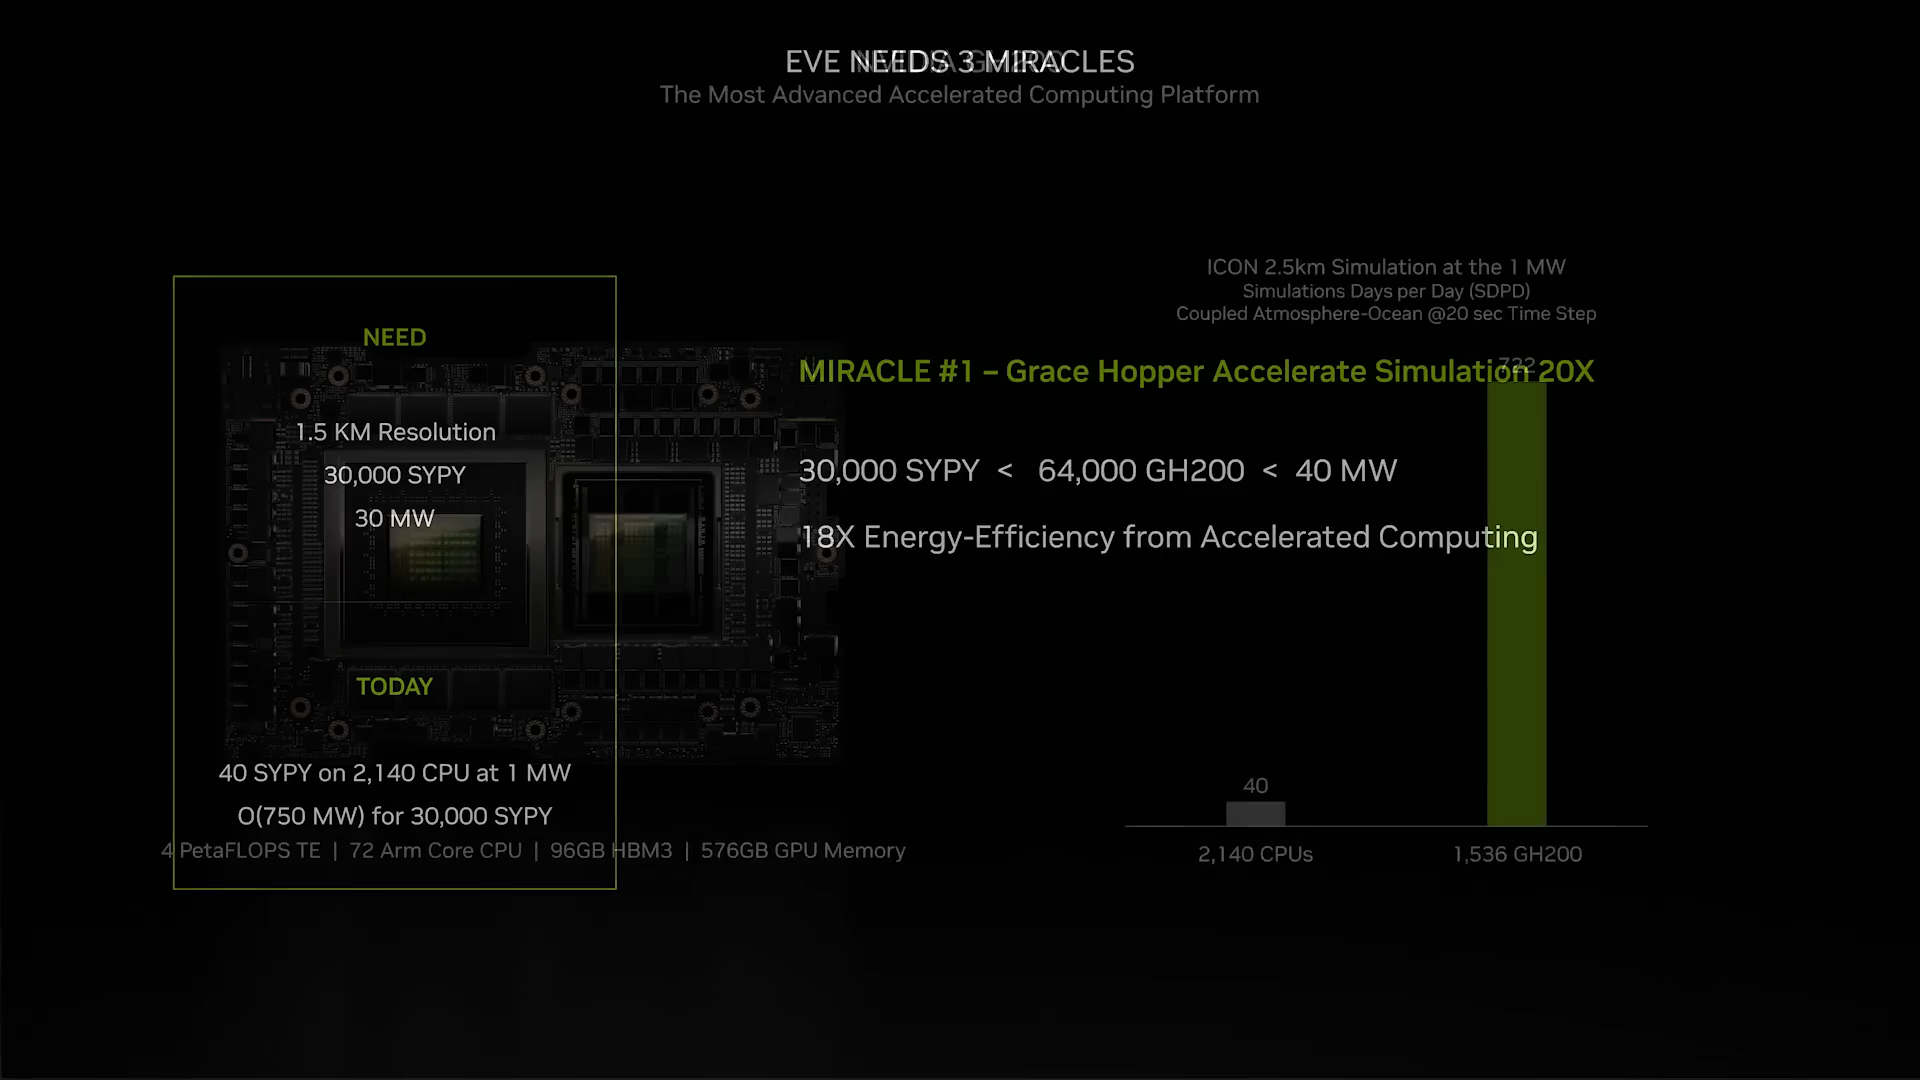 EVE NEEDS 3 MIRACLES
The Most Advanced Accelerated Computing Platform
ICON 2.5km Simulation at the 1 MW
Simulations Days per Day (SDPD)
Coupled Atmosphere-Ocean @20 sec Time Step
NEED
1.5 KM Resolution
30,000 SYPY
30 MW
TODAY
40 SYPY on 2,140 CPU at 1 MW
O(750 MW) for 30,000 SYPY
4 PetaFLOPS TE | 72 Arm Core CPU | 96GB HBM3 | 576GB GPU Memory
MIRACLE #1 – Grace Hopper Accelerate Simulation 20X
30,000 SYPY < 64,000 GH200 < 40 MW
18X Energy-Efficiency from Accelerated Computing
722
40
2,140 CPUs
1,536 GH200